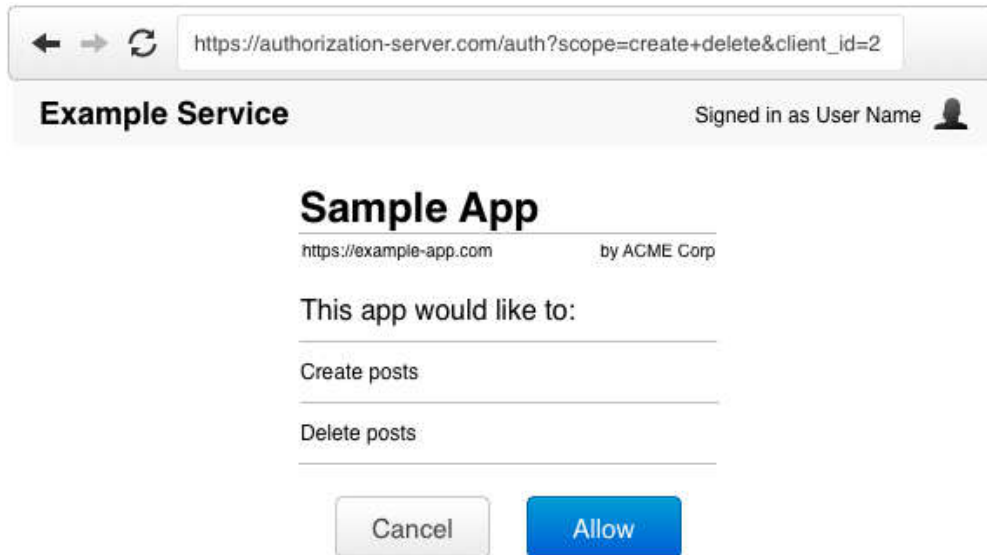 https://authorization-server.com/auth?scope=create+delete&client_id=2
Example Service Signed in as User Name
Sample App
https://example-app.com by ACME Corp
This app would like to:
Create posts
Delete posts
Cancel Allow